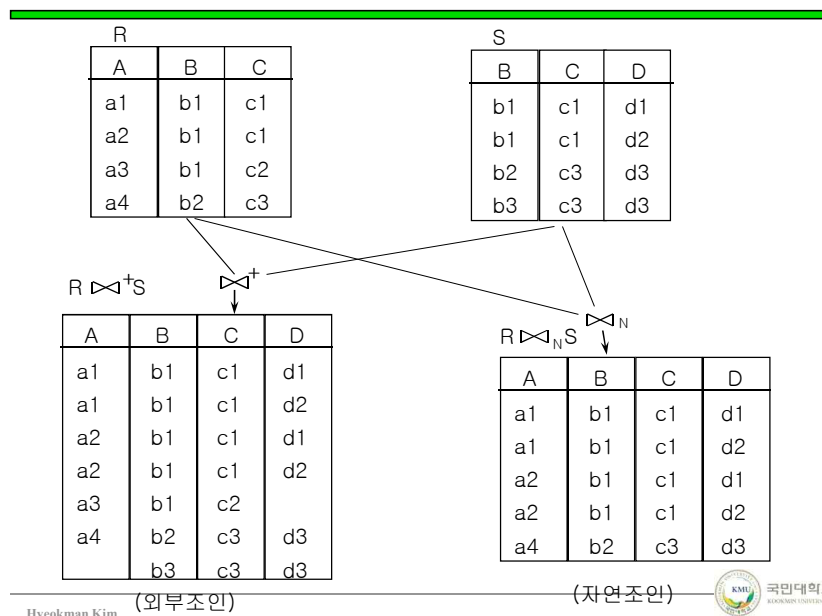 R
A B C
a1 b1 c1
a2 b1 c1
a3 b1 c2
a4 b2 c3
S
B C D
b1 c1 d1
b1 c1 d2
b2 c3 d3
b3 c3 d3
R ⋈⁺S
⋈⁺
A B C D
a1 b1 c1 d1
a1 b1 c1 d2
a2 b1 c1 d1
a2 b1 c1 d2
a3 b1 c2
a4 b2 c3 d3
b3 c3 d3
(외부조인)
⋈ N
R ⋈NS
A B C D
a1 b1 c1 d1
a1 b1 c1 d2
a2 b1 c1 d1
a2 b1 c1 d2
a4 b2 c3 d3
(자연조인)
Hyeokman Kim
KMU
국민대학
KOOKMIN UNIVERSI